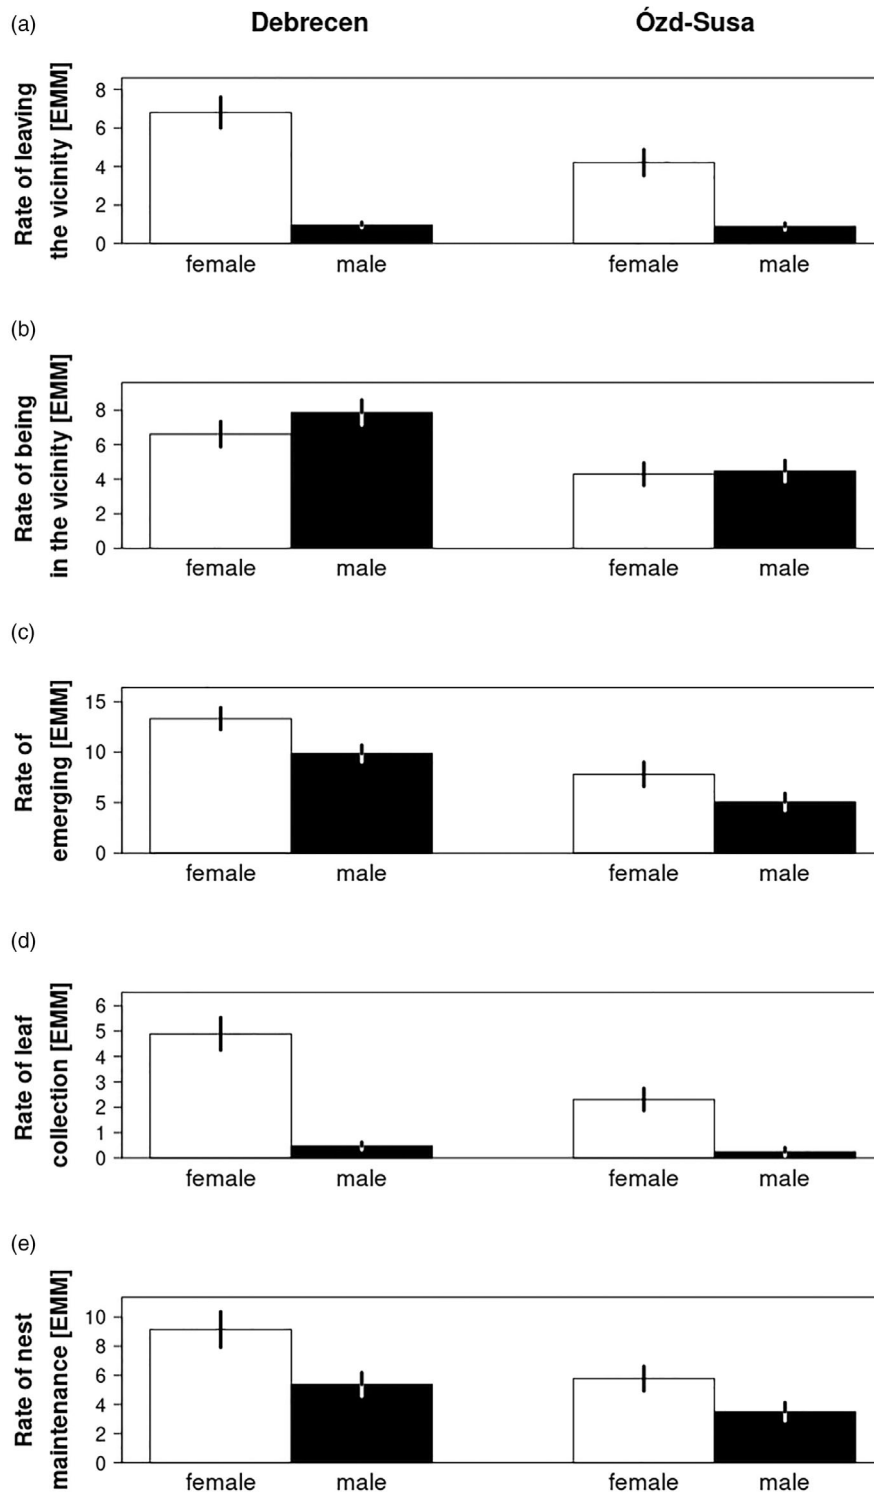 (a)
Debrecen Ózd-Susa
Rate of leaving
the vicinity [EMM]
8
6
4
2
0
female male female male
(b)
Rate of being
in the vicinity [EMM]
8
6
4
2
0
female male female male
(c)
Rate of
emerging [EMM]
15
10
5
0
female male female male
(d)
Rate of leaf
collection [EMM]
6
5
4
3
2
1
0
female male female male
(e)
Rate of nest
maintenance [EMM]
10
8
6
4
2
0
female male female male